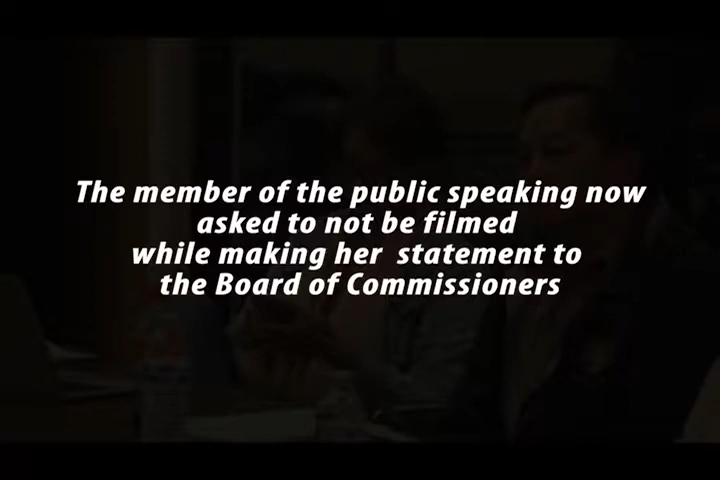 The member of the public speaking now
asked to not be filmed
while making her statement to
the Board of Commissioners